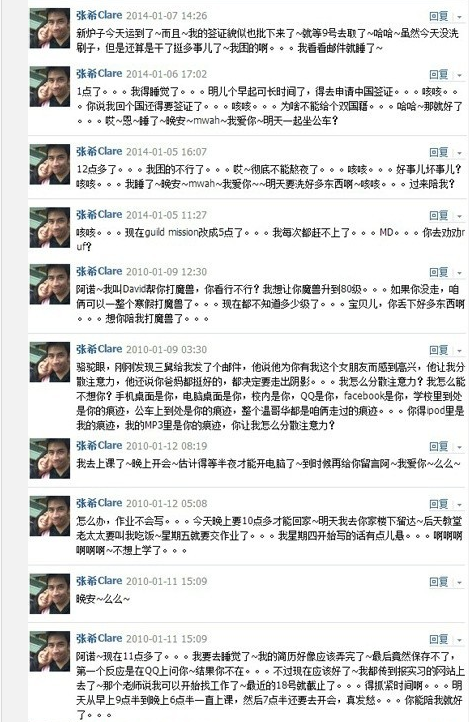 张希Clare 2014-01-07 14:26 回复
新炉子今天运到了~而且~我的签证貌似也批下来了~就等9号去取了~哈哈~虽然今天没洗
刷子，但是还算是干了挺多事儿了~我困的啊。。。我看看邮件就睡了~
张希Clare 2014-01-06 17:02 回复
1点了。。。我得睡觉了。。。明儿个早起可长时间了，得去申请中国签证。。。咳咳。。
。你说我回个国还得要签证了。。。咳咳。。。为啥不能给个双国籍。。。哈哈~那就好了
。。。哎~恩~睡了~晚安~mwah~我爱你~明天一起坐公车？
张希Clare 2014-01-05 16:07 回复
12点多了。。。我困的不行了。。。哎~彻底不能熬夜了。。。咳咳。。。好事儿坏事儿？
咳咳。。。我睡了~晚安~mwah~我爱你~~明天要洗好多东西啊~咳咳。。。过来陪我？
张希Clare 2014-01-05 11:27 回复
咳咳。。。现在guild mission改成5点了。。。我每次都赶不上了。。。MD。。。你去劝劝r
uf？
张希Clare 2010-01-09 12:30 回复
阿诺~我叫David帮你打魔兽，你看行不行？我想让你魔兽升到80级。。。如果你没走，咱
俩可以一整个寒假打魔兽了。。。现在都不知道多少级了。。。宝贝儿，你丢下好多东西啊
。。。想你陪我打魔兽了。。。
张希Clare 2010-01-09 03:30 回复
骆驼眼，刚刚发现三舅给我发了个邮件，他说他为你有我这个女朋友而感到高兴，他让我分
散注意力，他还说你爸妈都挺好的，都决定要走出阴影。。。我怎么分散注意力？我怎么能
不想你？手机桌面是你，电脑桌面是你，校内是你，QQ是你，facebook是你，学校里到处
是你的痕迹，公车上到处是你的痕迹，整个温哥华都是咱俩走过的痕迹。。。你得ipod里是
我的痕迹，我的MP3里是你的痕迹，你让我怎么分散注意力？
张希Clare 2010-01-12 08:19 回复
我去上课了~晚上开会~估计得等半夜才能开电脑了~到时候再给你留言阿~我爱你~么么~
张希Clare 2010-01-12 05:08 回复
怎么办，作业不会写。。。今天晚上要10点多才能回家~明天我去你家楼下溜达~后天教堂
老太太要叫我吃饭~星期五就要交作业了。。。我星期四开始写的话有点儿悬。。。啊啊啊
啊啊啊~不想上学了。。。
张希Clare 2010-01-11 15:09 回复
晚安~么么~
张希Clare 2010-01-11 15:09 回复
阿诺~现在11点多了。。。我要去睡觉了~我的简历好像应该弄完了~最后竟然保存不了，
第一个反应是在QQ上问你~结果你不在。。。不过现在应该好了~我都传到报实习的网站上
去了~那个老师说我可以开始找工作了~最近的18号就截止了。。。得抓紧时间啊。。。明
天从早上9点半到晚上6点半一直上课，然后7点半还要去开会，真发愁。。。你能陪我就好
了。。。